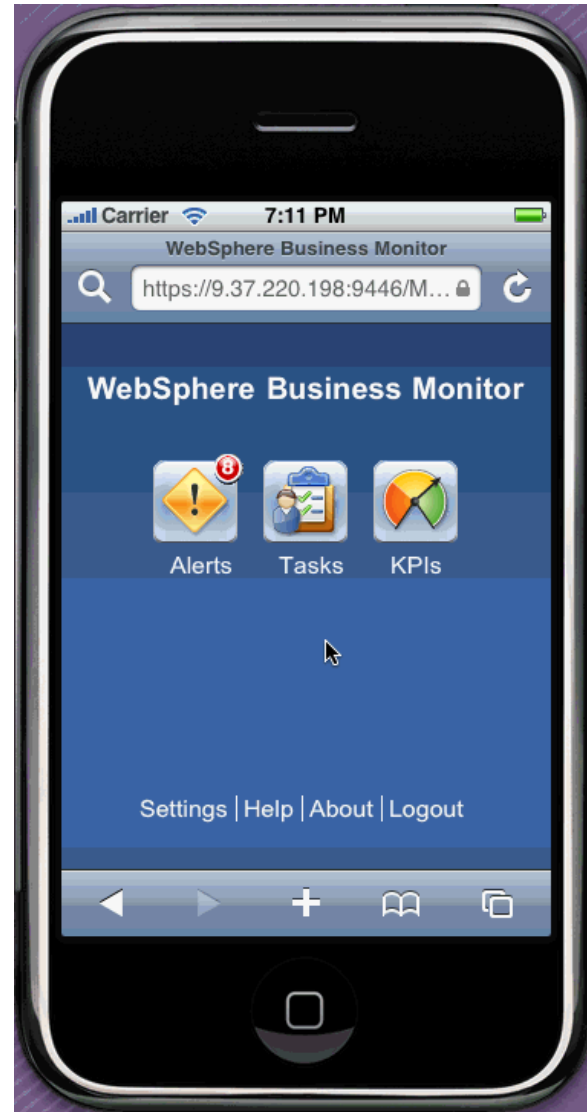 Carrier 7:11 PM
WebSphere Business Monitor
https://9.37.220.198:9446/M...
WebSphere Business Monitor
8
Alerts Tasks KPIs
Settings | Help | About | Logout